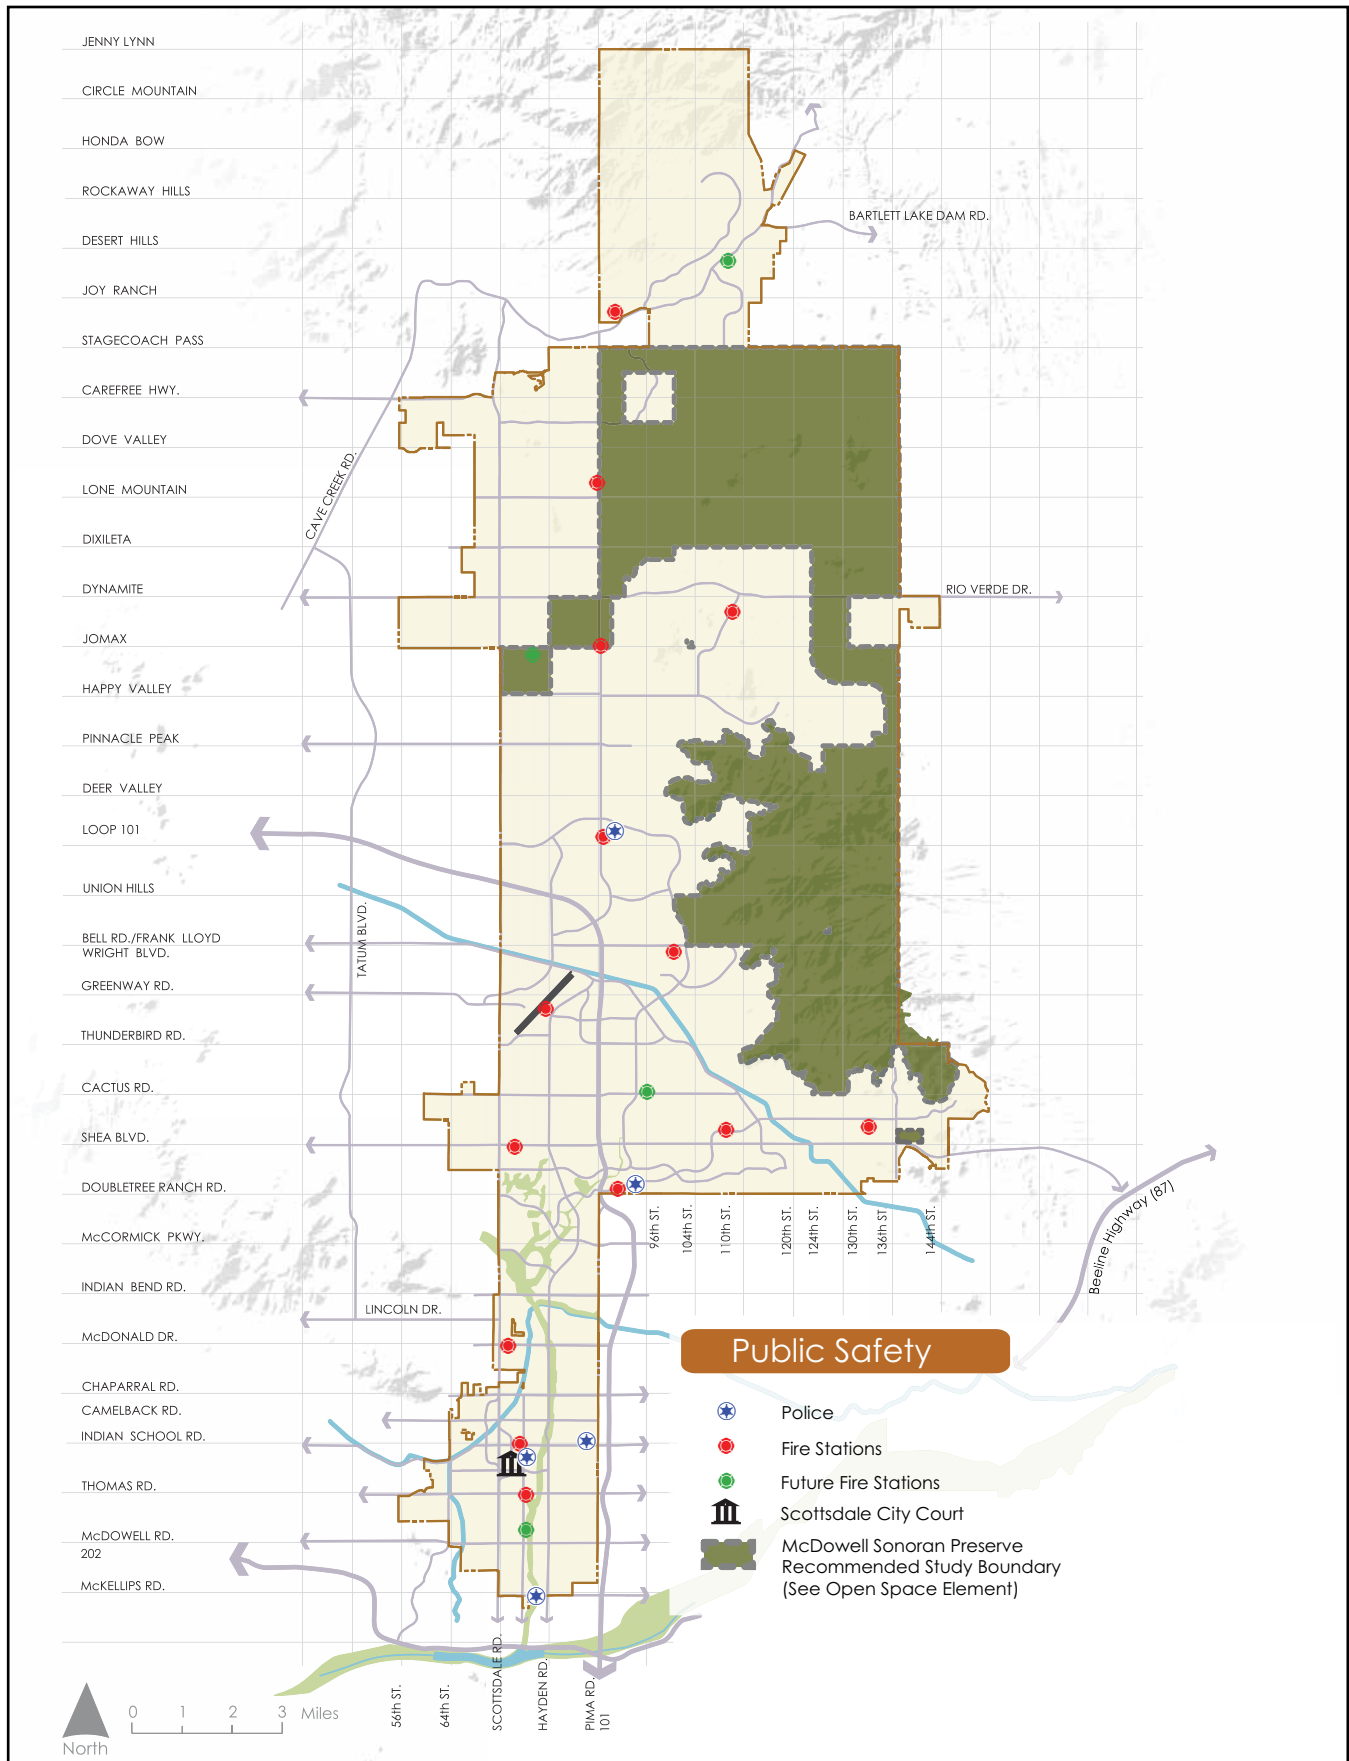 JENNY LYNN
CIRCLE MOUNTAIN
HONDA BOW
ROCKAWAY HILLS
BARTLETT LAKE DAM RD.
DESERT HILLS
JOY RANCH
STAGECOACH PASS
CAREFREE HWY.
DOVE VALLEY
CAVE CREEK RD.
LONE MOUNTAIN
DIXILETA
DYNAMITE
RIO VERDE DR.
JOMAX
HAPPY VALLEY
PINNACLE PEAK
DEER VALLEY
LOOP 101
UNION HILLS
TATUM BLVD.
BELL RD./FRANK LLOYD
WRIGHT BLVD.
GREENWAY RD.
THUNDERBIRD RD.
CACTUS RD.
SHEA BLVD.
DOUBLETREE RANCH RD.
96th ST.
104th ST.
110th ST.
120th ST.
124th ST.
130th ST.
136th ST.
144th ST.
Beeline Highway (87)
McCORMICK PKWY.
INDIAN BEND RD.
LINCOLN DR.
McDONALD DR.
CHAPARRAL RD.
CAMELBACK RD.
INDIAN SCHOOL RD.
THOMAS RD.
McDOWELL RD.
202
McKELLIPS RD.
Public Safety
Police
Fire Stations
Future Fire Stations
Scottsdale City Court
McDowell Sonoran Preserve
Recommended Study Boundary
(See Open Space Element)
56th ST.
64th ST.
SCOTTSDALE RD.
HAYDEN RD.
PIMA RD.
101
0 1 2 3 Miles
North